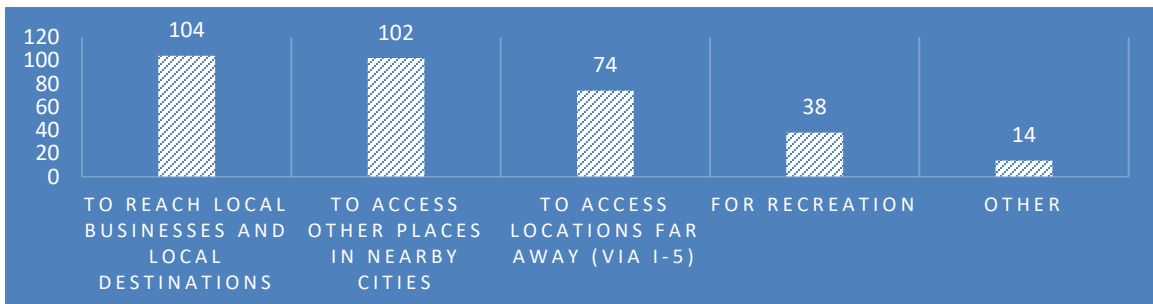 120
100
80
60
40
20
0
104
102
74
38
14
TO REACH LOCAL
BUSINESSES AND
LOCAL
DESTINATIONS
TO ACCESS
OTHER PLACES
IN NEARBY
CITIES
TO ACCESS
LOCATIONS FAR
AWAY (VIA I-5)
FOR RECREATION
OTHER